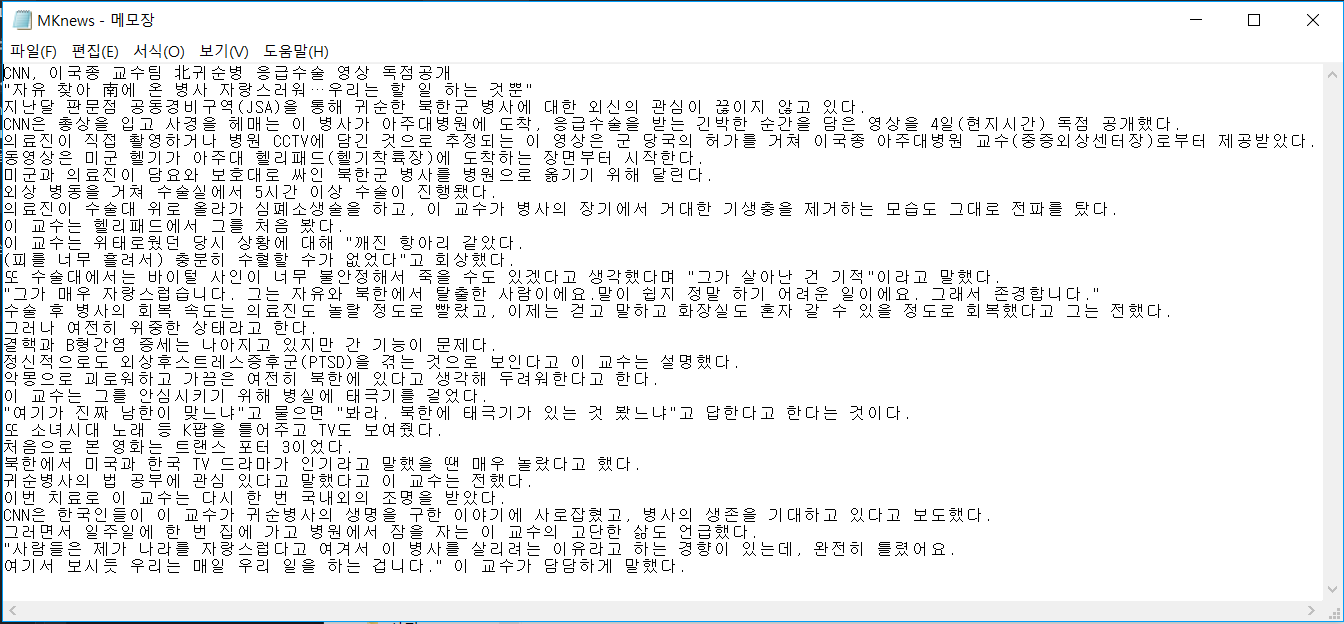 MKnews - 메모장
파일(F) 편집(E) 서식(O) 보기(V) 도움말(H)
CNN, 이국종 교수팀 北귀순병 응급수술 영상 독점공개
"자유 찾아 南에 온 병사 자랑스러워…우리는 할 일 하는 것뿐"
지난달 판문점 공동경비구역(JSA)을 통해 귀순한 북한군 병사에 대한 외신의 관심이 끊이지 않고 있다.
CNN은 총상을 입고 사경을 헤매는 이 병사가 아주대병원에 도착, 응급수술을 받는 긴박한 순간을 담은 영상을 4일(현지시간) 독점 공개했다.
의료진이 직접 촬영하거나 병원 CCTV에 담긴 것으로 추정되는 이 영상은 군 당국의 허가를 거쳐 이국종 아주대병원 교수(중증외상센터장)로부터 제공받았다.
동영상은 미군 헬기가 아주대 헬리패드(헬기착륙장)에 도착하는 장면부터 시작한다.
미군과 의료진이 담요와 보호대로 싸인 북한군 병사를 병원으로 옮기기 위해 달린다.
외상 병동을 거쳐 수술실에서 5시간 이상 수술이 진행됐다.
의료진이 수술대 위로 올라가 심폐소생술을 하고, 이 교수가 병사의 장기에서 거대한 기생충을 제거하는 모습도 그대로 전파를 탔다.
이 교수는 헬리패드에서 그를 처음 봤다.
이 교수는 위태로웠던 당시 상황에 대해 "깨진 항아리 같았다.
(피를 너무 흘려서) 충분히 수혈할 수가 없었다"고 회상했다.
또 수술대에서는 바이털 사인이 너무 불안정해서 죽을 수도 있겠다고 생각했다며 "그가 살아난 건 기적"이라고 말했다.
"그가 매우 자랑스럽습니다. 그는 자유와 북한에서 탈출한 사람이에요.말이 쉽지 정말 하기 어려운 일이에요. 그래서 존경합니다."
수술 후 병사의 회복 속도는 의료진도 놀랄 정도로 빨랐고, 이제는 걷고 말하고 화장실도 혼자 갈 수 있을 정도로 회복했다고 그는 전했다.
그러나 여전히 위중한 상태라고 한다.
결핵과 B형간염 증세는 나아지고 있지만 간 기능이 문제다.
정신적으로도 외상후스트레스증후군(PTSD)을 겪는 것으로 보인다고 이 교수는 설명했다.
악몽으로 괴로워하고 가끔은 여전히 북한에 있다고 생각해 두려워한다고 한다.
이 교수는 그를 안심시키기 위해 병실에 태극기를 걸었다.
"여기가 진짜 남한이 맞느냐"고 물으면 "봐라. 북한에 태극기가 있는 것 봤느냐"고 답한다고 한다는 것이다.
또 소녀시대 노래 등 K팝을 틀어주고 TV도 보여줬다.
처음으로 본 영화는 트랜스 포터 3이었다.
북한에서 미국과 한국 TV 드라마가 인기라고 말했을 땐 매우 놀랐다고 했다.
귀순병사의 법 공부에 관심 있다고 말했다고 이 교수는 전했다.
이번 치료로 이 교수는 다시 한 번 국내외의 조명을 받았다.
CNN은 한국인들이 이 교수가 귀순병사의 생명을 구한 이야기에 사로잡혔고, 병사의 생존을 기대하고 있다고 보도했다.
그러면서 일주일에 한 번 집에 가고 병원에서 잠을 자는 이 교수의 고단한 삶도 언급했다.
"사람들은 제가 나라를 자랑스럽다고 여겨서 이 병사를 살리려는 이유라고 하는 경향이 있는데, 완전히 틀렸어요.
여기서 보시듯 우리는 매일 우리 일을 하는 겁니다." 이 교수가 담담하게 말했다.